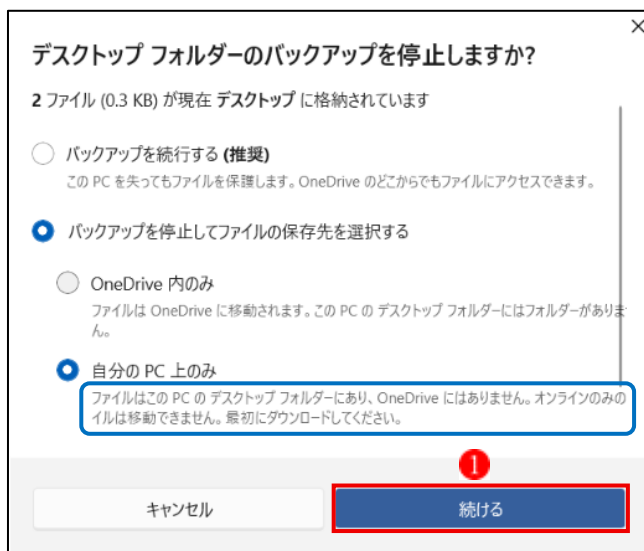 デスクトップ フォルダーのバックアップを停止しますか?
2 ファイル (0.3 KB) が現在 デスクトップ に格納されています
バックアップを続行する (推奨)
この PC を失ってもファイルを保護します。OneDrive のどこからでもファイルにアクセスできます。
バックアップを停止してファイルの保存先を選択する
OneDrive 内のみ
ファイルは OneDrive に移動されます。この PC の デスクトップ フォルダーにはフォルダーがありませ
ん。
自分の PC 上のみ
ファイルはこの PC の デスクトップ フォルダーにあり、OneDrive にはありません。オンラインのみの
イルは移動できません。最初にダウンロードしてください。
1
キャンセル
続ける